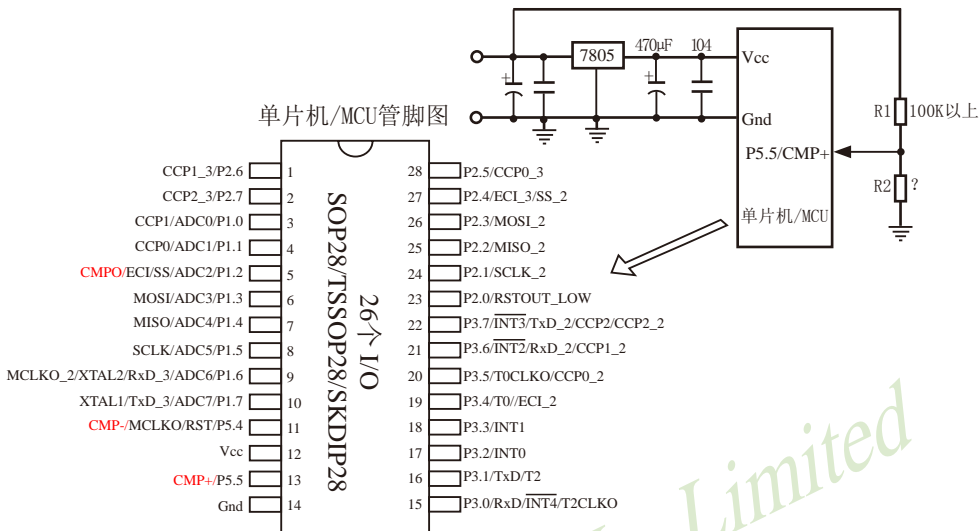 7805
470μF
104
Vcc
Gnd
P5.5/CMP+
单片机/MCU
R1
100K以上
R2
?
单片机/MCU管脚图
CCP1_3/P2.6
1
28
P2.5/CCP0_3
CCP2_3/P2.7
2
27
P2.4/ECI_3/SS_2
CCP1/ADC0/P1.0
3
26
P2.3/MOSI_2
CCP0/ADC1/P1.1
4
25
P2.2/MISO_2
CMPO/ECI/SS/ADC2/P1.2
5
24
P2.1/SCLK_2
MOSI/ADC3/P1.3
6
23
P2.0/RSTOUT_LOW
MISO/ADC4/P1.4
7
22
P3.7/INT3/TxD_2/CCP2/CCP2_2
SCLK/ADC5/P1.5
8
21
P3.6/INT2/RxD_2/CCP1_2
MCLKO_2/XTAL2/RxD_3/ADC6/P1.6
9
20
P3.5/T0CLKO/CCP0_2
XTAL1/TxD_3/ADC7/P1.7
10
19
P3.4/T0//ECI_2
CMP-/MCLKO/RST/P5.4
11
18
P3.3/INT1
Vcc
12
17
P3.2/INT0
CMP+/P5.5
13
16
P3.1/TxD/T2
Gnd
14
15
P3.0/RxD/INT4/T2CLKO
26个 I/O
SOP28/TSSOP28/SKDIP28
Limited